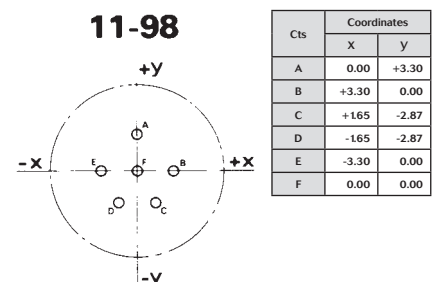 11-98
+y
A
-x E F B +x
D C
-y
Cts Coordinates
x y
A 0.00 +3.30
B +3.30 0.00
C +1.65 -2.87
D -1.65 -2.87
E -3.30 0.00
F 0.00 0.00